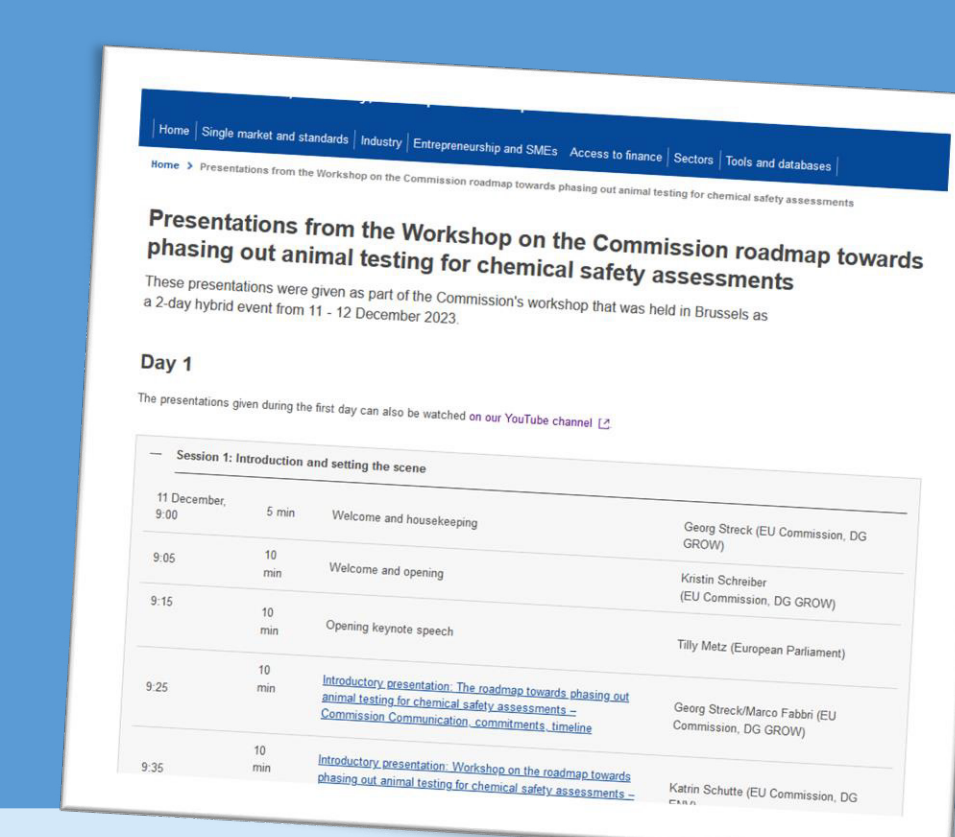 Home Single market and standards Industry Entrepreneurship and SMEs Access to finance Sectors Tools and databases
Home > Presentations from the Workshop on the Commission roadmap towards phasing out animal testing for chemical safety assessments
Presentations from the Workshop on the Commission roadmap towards
phasing out animal testing for chemical safety assessments
These presentations were given as part of the Commission's workshop that was held in Brussels as
a 2-day hybrid event from 11 - 12 December 2023.
Day 1
The presentations given during the first day can also be watched on our YouTube channel
— Session 1: Introduction and setting the scene
11 December,
9:00
5 min
Welcome and housekeeping
Georg Streck (EU Commission, DG
GROW)
9:05
10
min
Welcome and opening
Kristin Schreiber
(EU Commission, DG GROW)
9:15
10
min
Opening keynote speech
Tilly Metz (European Parliament)
9:25
10
min
Introductory presentation: The roadmap towards phasing out
animal testing for chemical safety assessments –
Commission Communication, commitments, timeline
Georg Streck/Marco Fabbri (EU
Commission, DG GROW)
9:35
10
min
Introductory presentation: Workshop on the roadmap towards
phasing out animal testing for chemical safety assessments –
Katrin Schutte (EU Commission, DG